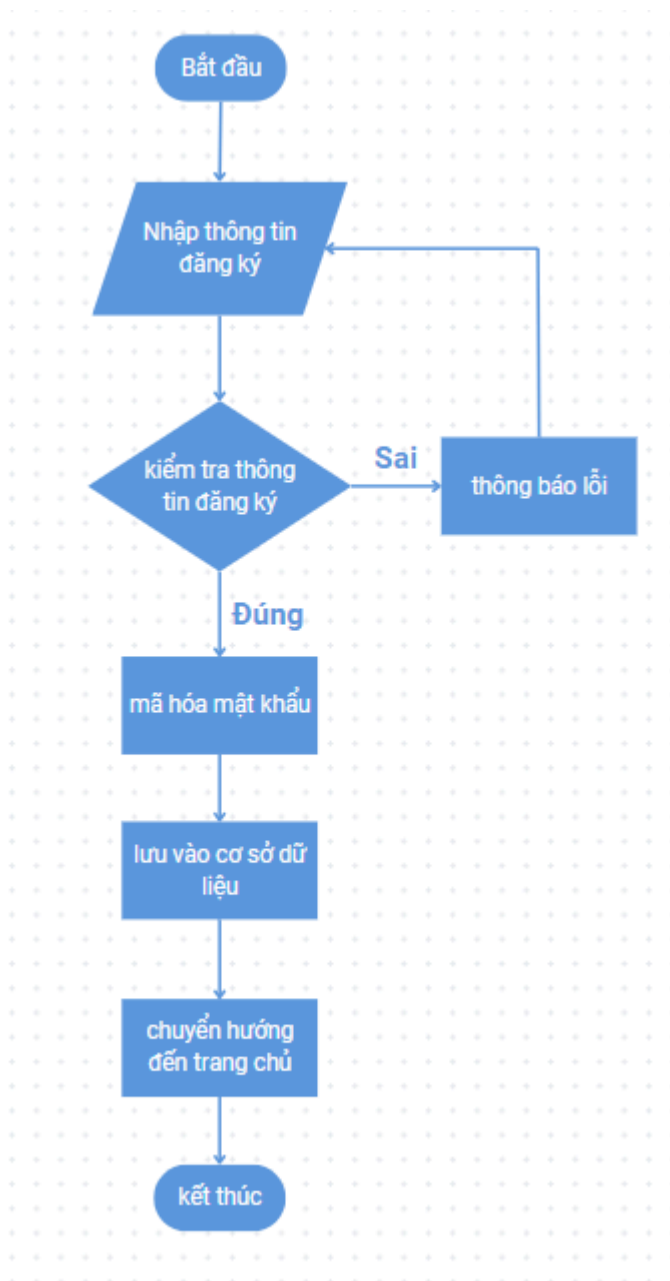 Bắt đầu
Nhập thông tin
đăng ký
kiểm tra thông
tin đăng ký
Sai
thông báo lỗi
Đúng
mã hóa mật khẩu
lưu vào cơ sở dữ
liệu
chuyển hướng
đến trang chủ
kết thúc